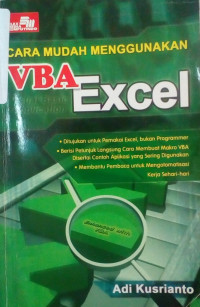 CARA MUDAH MENGGUNAKAN
VBA
Excel
• Ditujukan untuk Pemakai Excel, bukan Programmer
• Berisi Petunjuk Langsung Cara Membuat Makro VBA
Disertai Contoh Aplikasi yang Sering Digunakan
• Membantu Pembaca untuk Mengotomatisasi
Kerja Sehari-hari
Adi Kusrianto